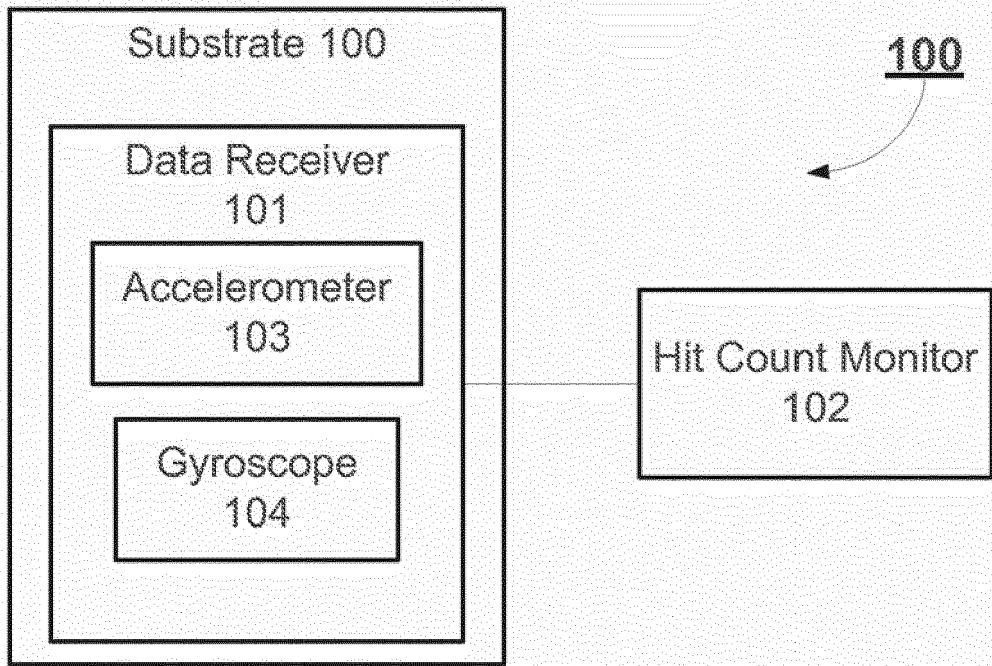 Substrate 100
100
Data Receiver
101
Accelerometer
103
Hit Count Monitor
102
Gyroscope
104